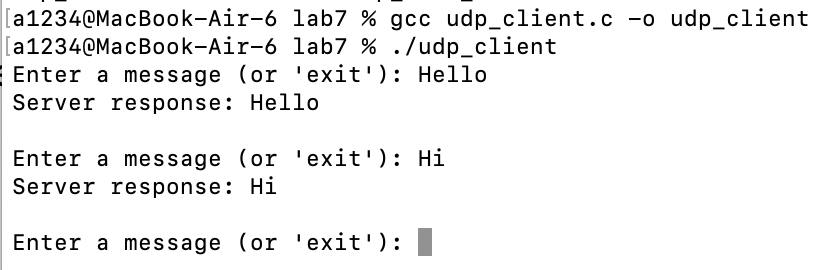 [a1234@MacBook-Air-6 lab7 % gcc udp_client.c -o udp_client
[a1234@MacBook-Air-6 lab7 % ./udp_client
Enter a message (or 'exit'): Hello
Server response: Hello
Enter a message (or 'exit'): Hi
Server response: Hi
Enter a message (or 'exit'):